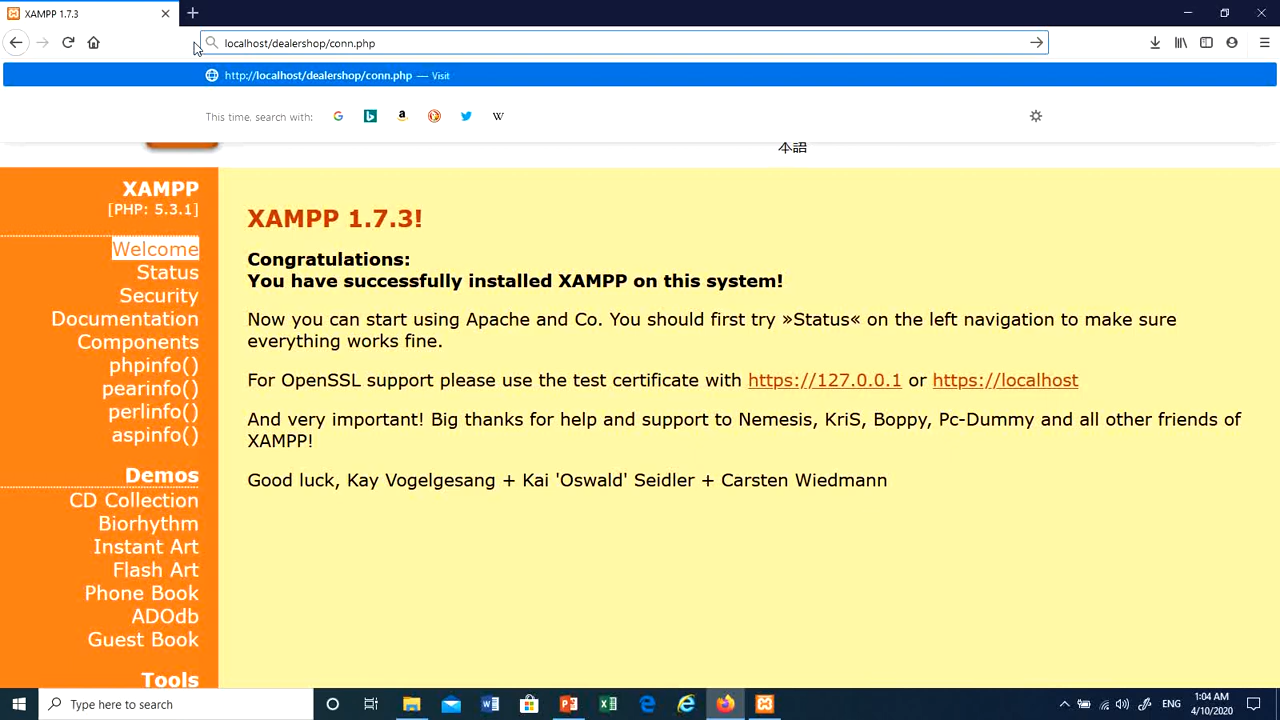 XAMPP 1.7.3
localhost/dealershop/conn.php
http://localhost/dealershop/conn.php — Visit
This time, search with:
本語
XAMPP
[PHP: 5.3.1]
Welcome
Status
Security
Documentation
Components
phpinfo()
pearinfo()
perlinfo()
aspinfo()
Demos
CD Collection
Biorhythm
Instant Art
Flash Art
Phone Book
ADOdb
Guest Book
Tools
XAMPP 1.7.3!
Congratulations:
You have successfully installed XAMPP on this system!
Now you can start using Apache and Co. You should first try »Status« on the left navigation to make sure
everything works fine.
For OpenSSL support please use the test certificate with https://127.0.0.1 or https://localhost
And very important! Big thanks for help and support to Nemesis, KriS, Boppy, Pc-Dummy and all other friends of
XAMPP!
Good luck, Kay Vogelgesang + Kai 'Oswald' Seidler + Carsten Wiedmann
Type here to search
ENG
1:04 AM
4/10/2020